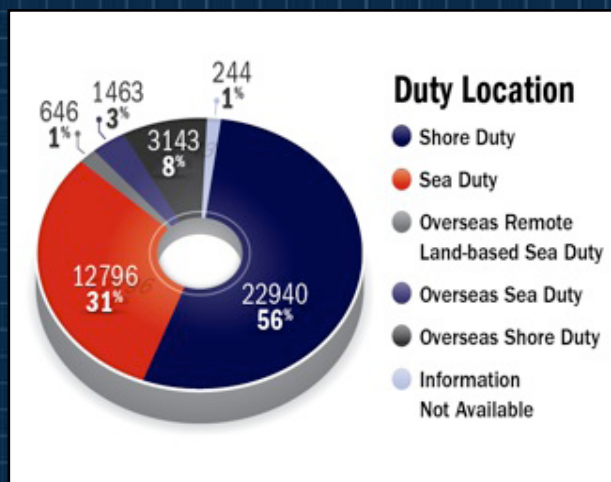 244
1%
1463
3%
646
1%
3143
8%
12796
31%
22940
56%
Duty Location
Shore Duty
Sea Duty
Overseas Remote
Land-based Sea Duty
Overseas Sea Duty
Overseas Shore Duty
Information
Not Available